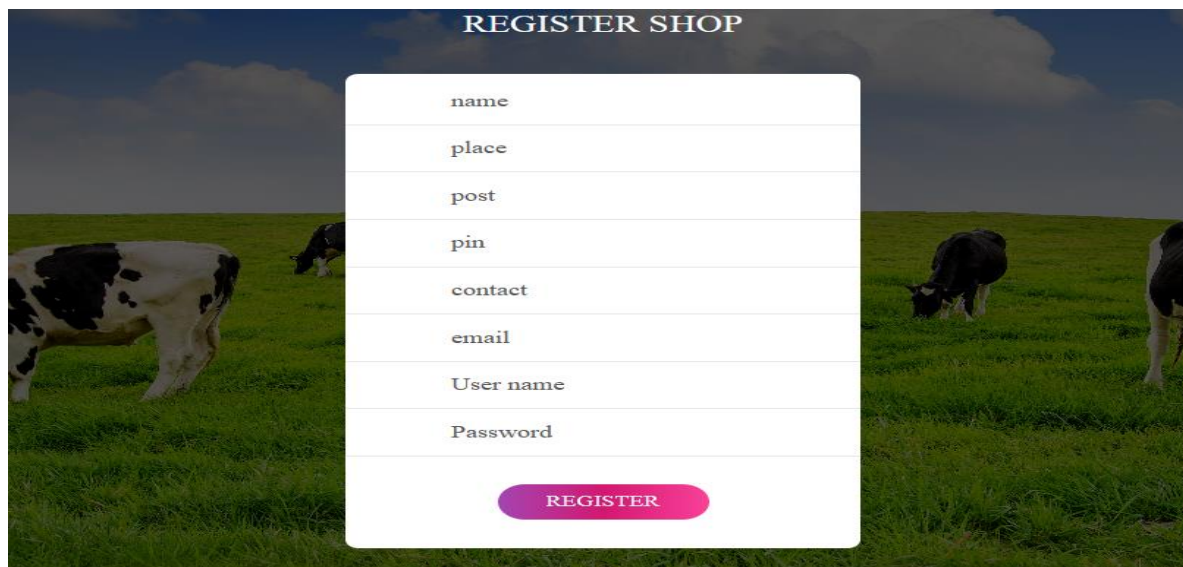 REGISTER SHOP
name
place
post
pin
contact
email
User name
Password
REGISTER